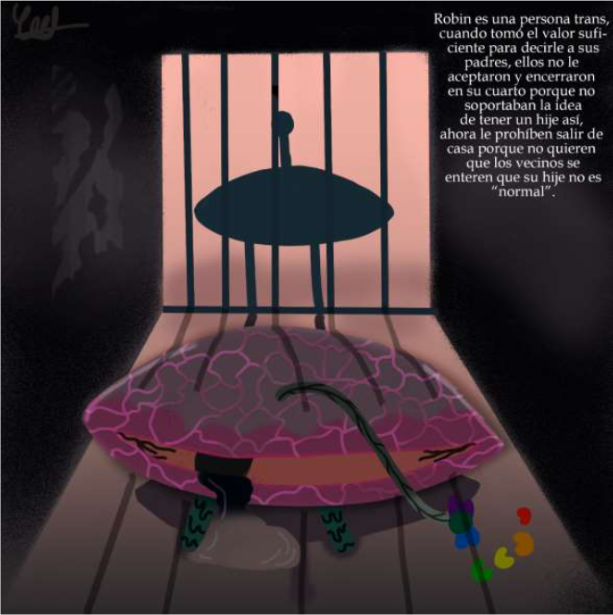 Yael
Robin es una persona trans,
cuando tomó el valor sufi-
ciente para decirle a sus
padres, ellos no le
aceptaron y encerraron
en su cuarto porque no
soportaban la idea
de tener un hije así,
ahora le prohíben salir de
casa porque no quieren
que los vecinos se
enteren que su hije no es
“normal”.